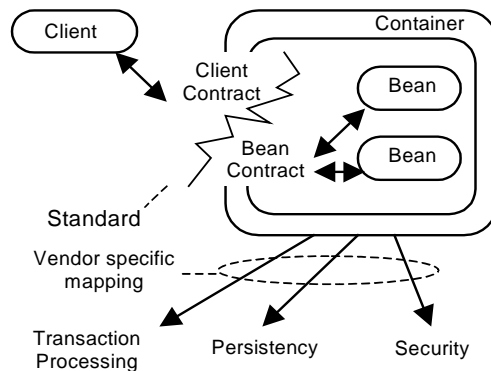 Client
Container
Client
Contract
Bean
Bean
Bean
Contract
Standard
Vendor specific
mapping
Transaction
Processing
Persistency
Security